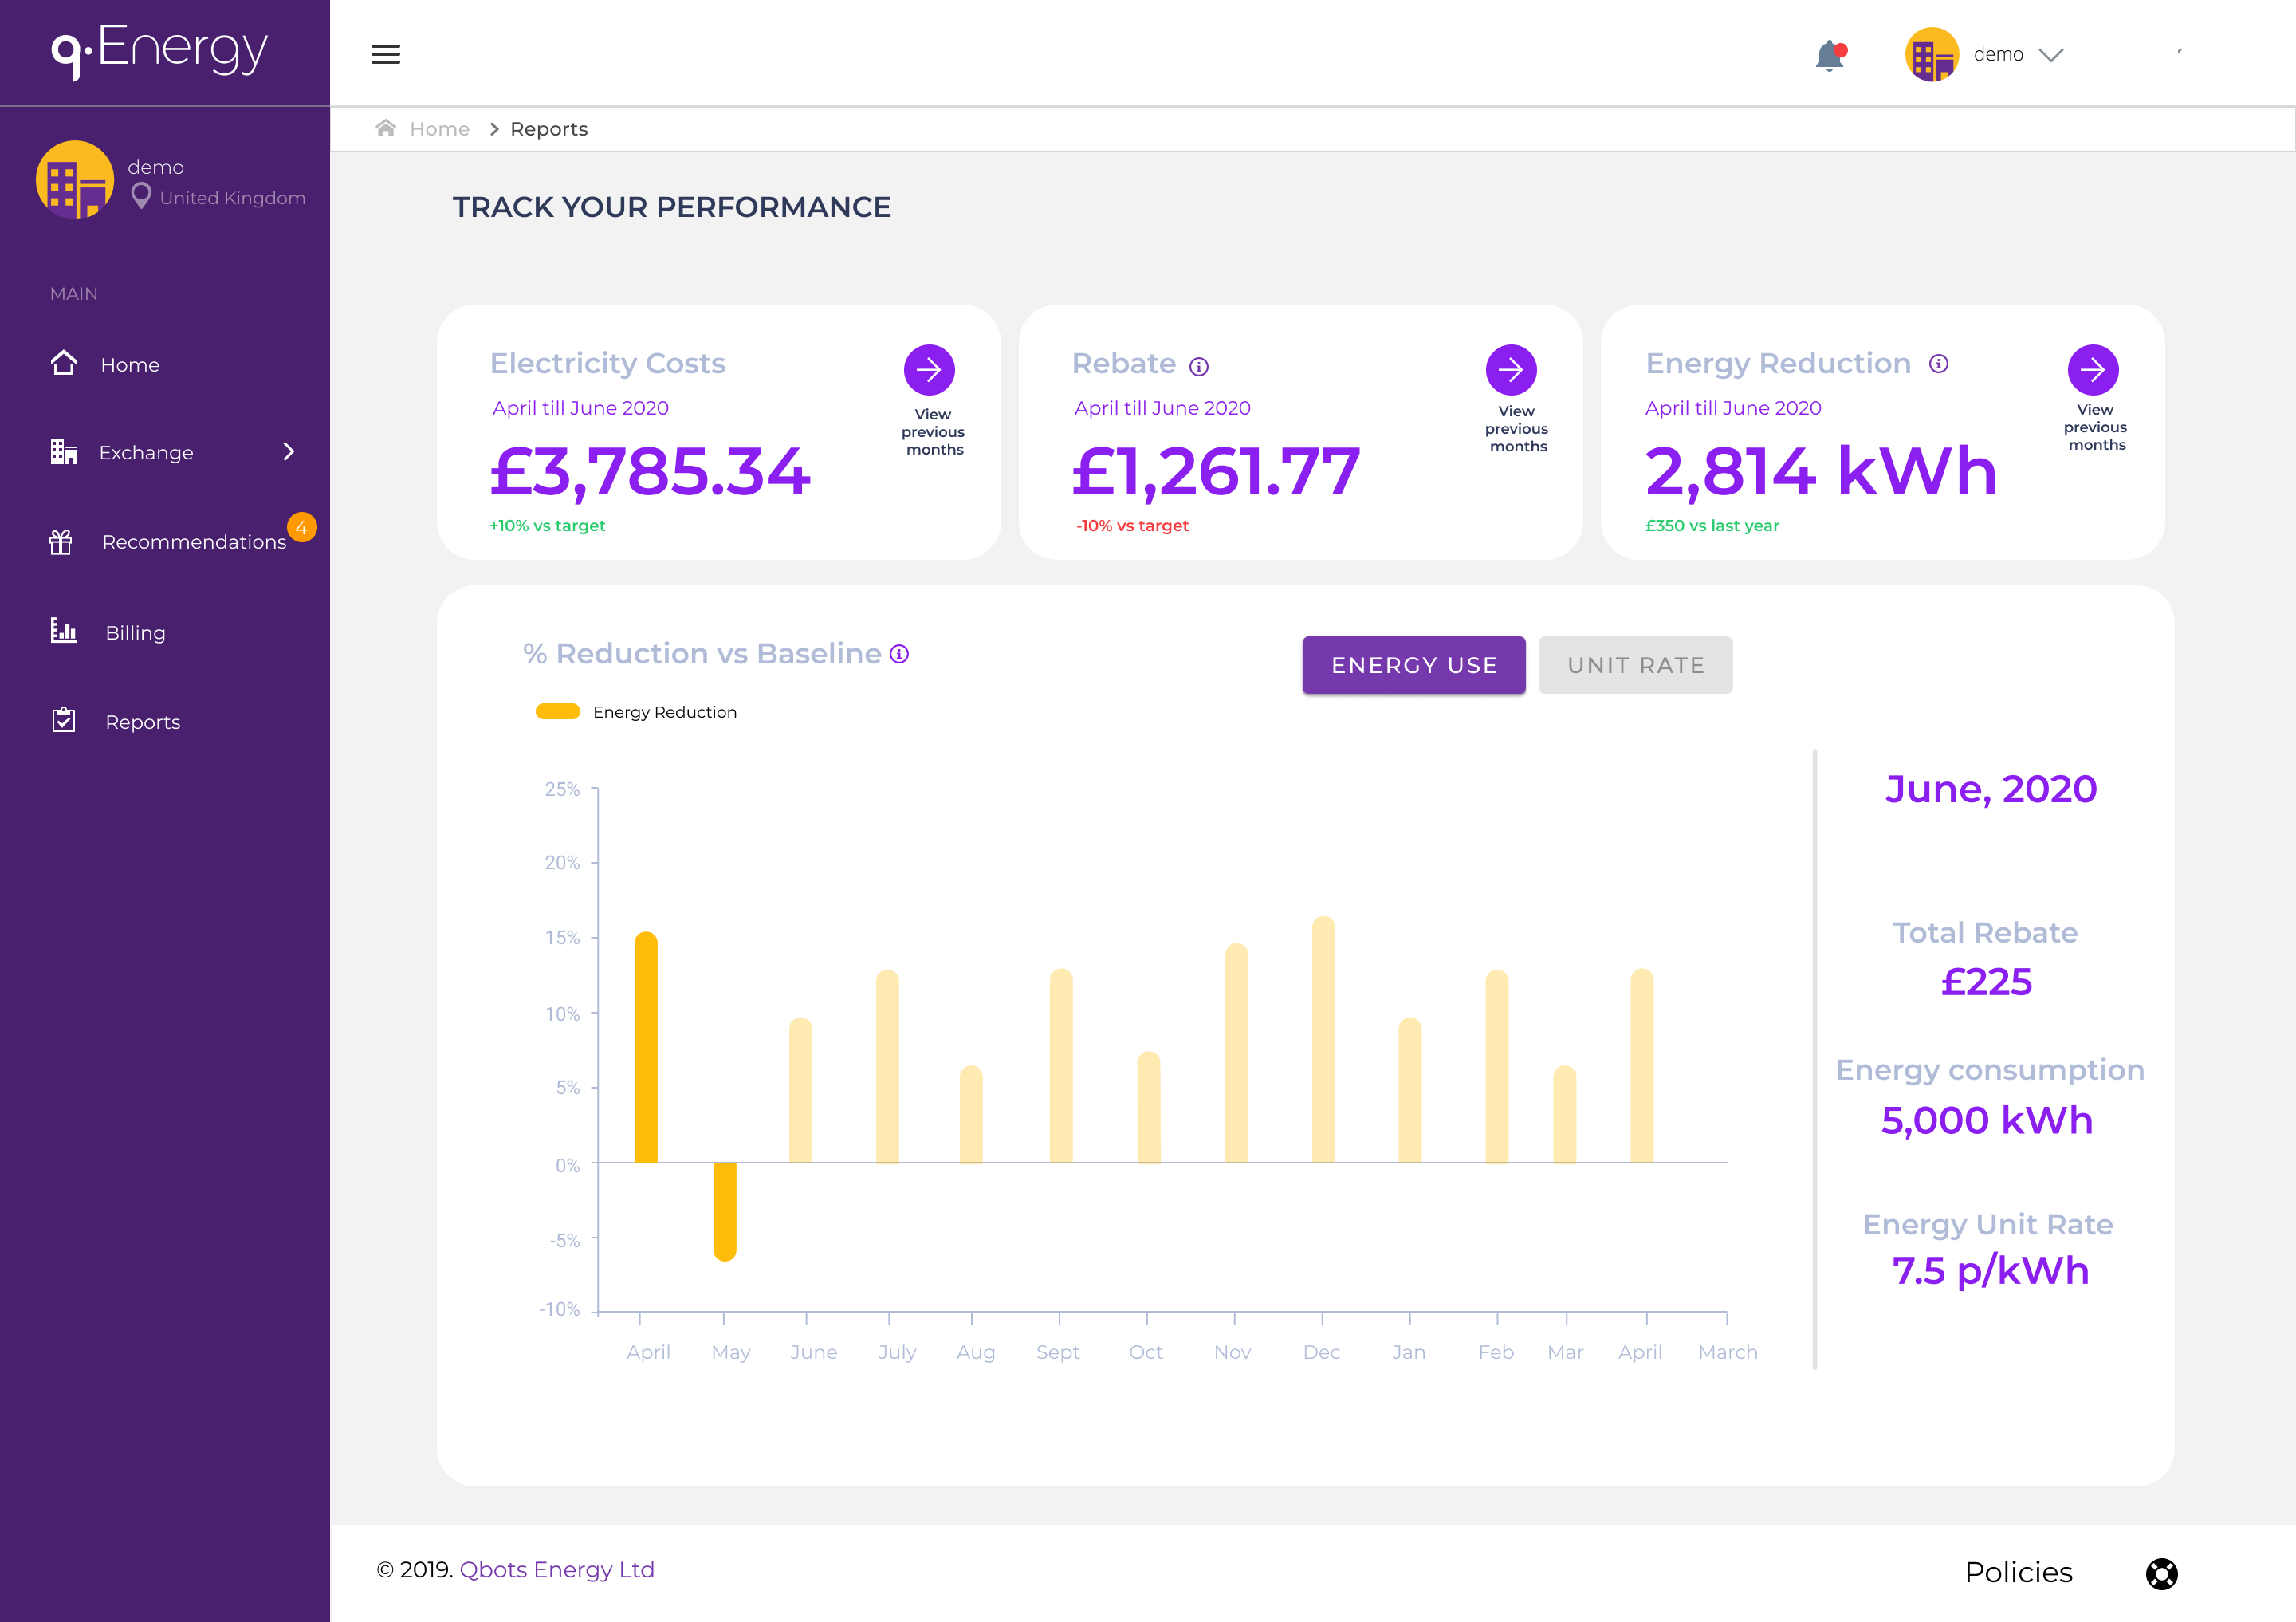 q.Energy
demo
Home > Reports
demo
United Kingdom
TRACK YOUR PERFORMANCE
MAIN
Home
Exchange
Recommendations 4
Billing
Reports
Electricity Costs
April till June 2020
£3,785.34
+10% vs target
View
previous
months
Rebate
April till June 2020
£1,261.77
-10% vs target
View
previous
months
Energy Reduction
April till June 2020
2,814 kWh
£350 vs last year
View
previous
months
% Reduction vs Baseline
ENERGY USE
UNIT RATE
Energy Reduction
25%
20%
15%
10%
5%
0%
-5%
-10%
April May June July Aug Sept Oct Nov Dec Jan Feb Mar April March
June, 2020
Total Rebate
£225
Energy consumption
5,000 kWh
Energy Unit Rate
7.5 p/kWh
© 2019. Qbots Energy Ltd
Policies